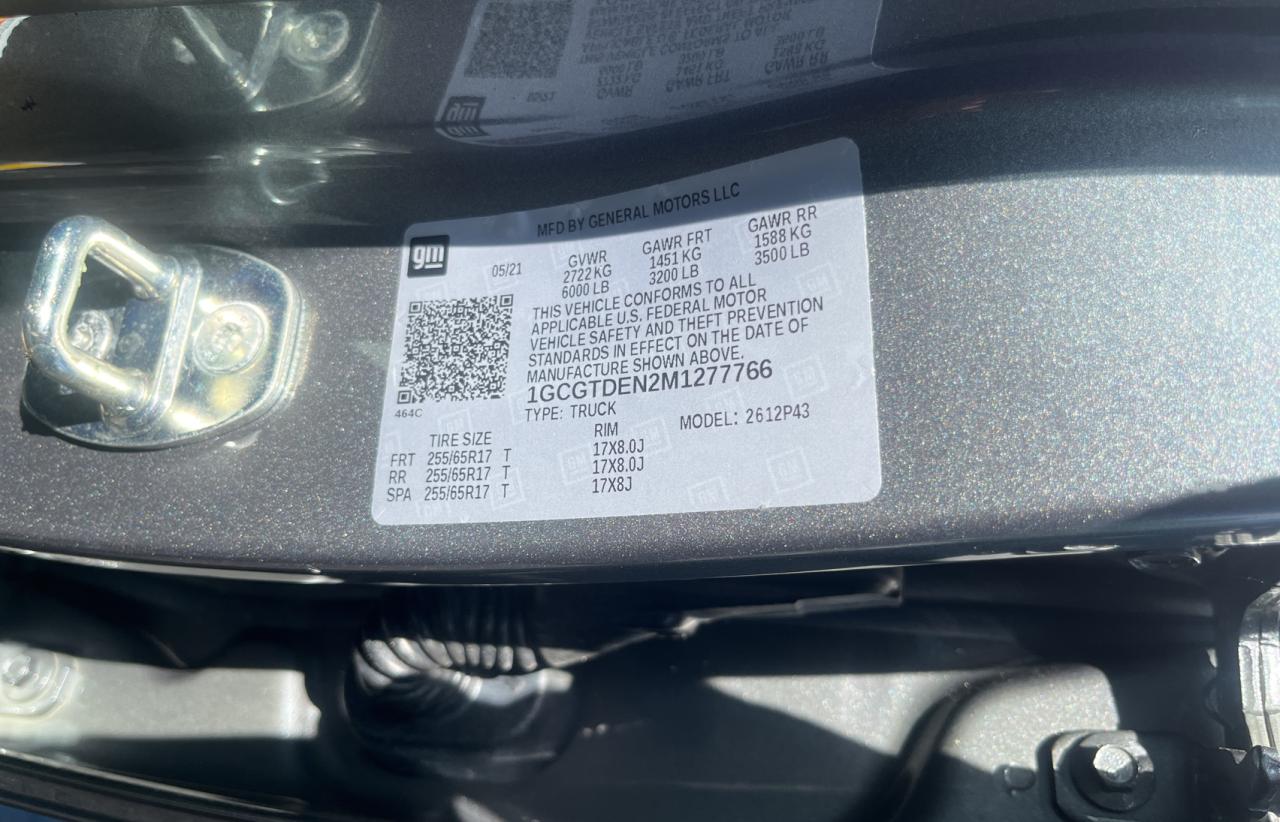 MFD BY GENERAL MOTORS LLC
gm
05/21
GVWR GAWR FRT GAWR RR
2722 KG 1451 KG 1588 KG
6000 LB 3200 LB 3500 LB
THIS VEHICLE CONFORMS TO ALL
APPLICABLE U.S. FEDERAL MOTOR
VEHICLE SAFETY AND THEFT PREVENTION
STANDARDS IN EFFECT ON THE DATE OF
MANUFACTURE SHOWN ABOVE.
1GCGTDEN2M1277766
464C
TYPE: TRUCK MODEL: 2612P43
TIRE SIZE RIM
FRT 255/65R17 T 17X8.0J
RR 255/65R17 T 17X8.0J
SPA 255/65R17 T 17X8J